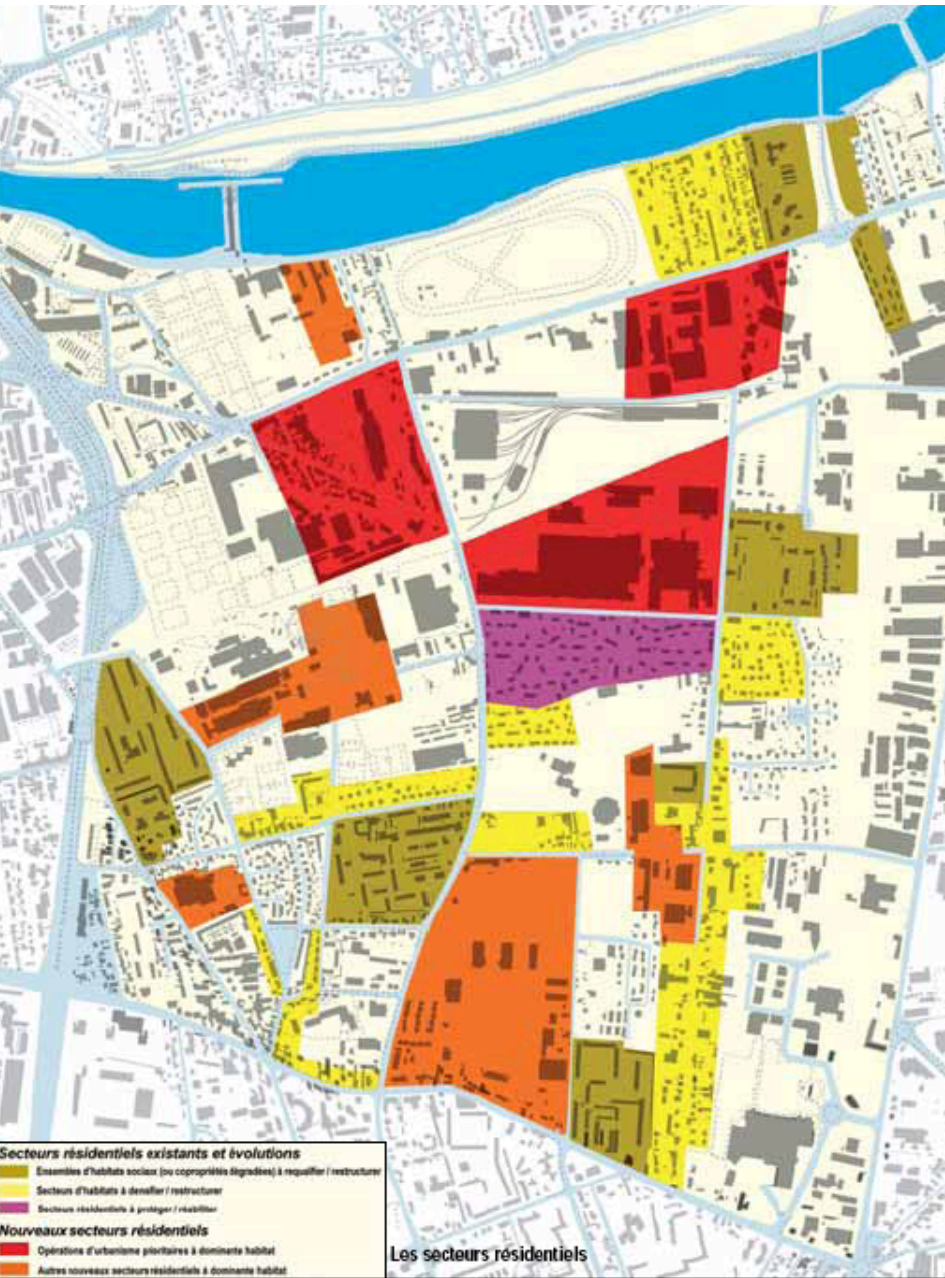 Secteurs résidentiels existants et évolutions
Ensembles d'habitats sociaux (ou copropriétés dégradées) à requalifier / restructurer
Secteurs d'habitats à densifier / restructurer
Secteurs résidentiels à protéger / réabiliter
Nouveaux secteurs résidentiels
Opérations d'urbanisme prioritaires à dominante habitat
Autres nouveaux secteurs résidentiels à dominante habitat
Les secteurs résidentiels